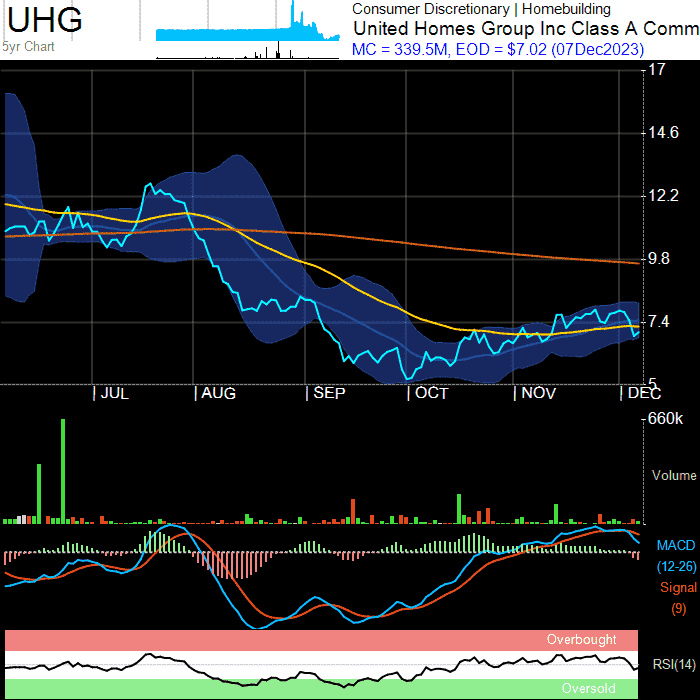 UHG
5yr Chart
Consumer Discretionary | Homebuilding
United Homes Group Inc Class A Comm
MC = 339.5M, EOD = $7.02 (07Dec2023)
17
14.6
12.2
9.8
7.4
5
| JUL | AUG | SEP | OCT | NOV | DEC
660k
Volume
MACD
(12-26)
Signal
(9)
Overbought
RSI(14)
Oversold